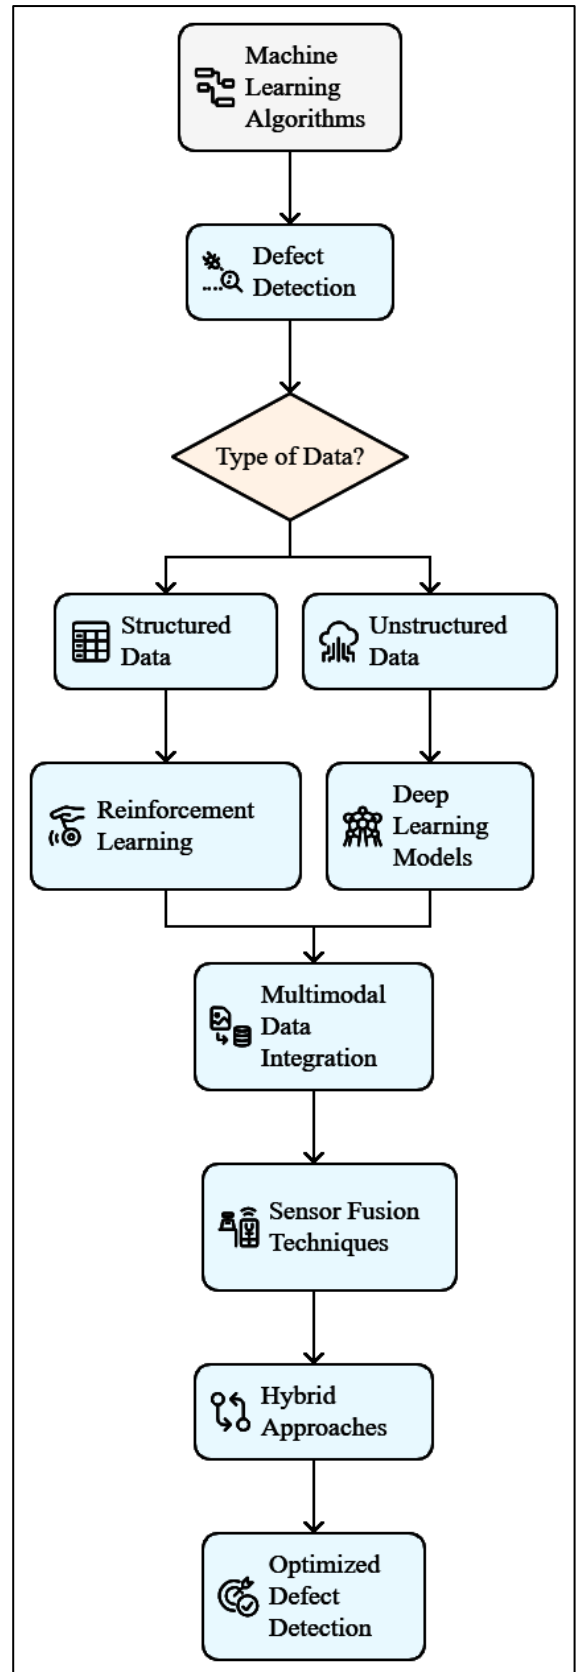 Machine
Learning
Algorithms
Defect
Detection
Type of Data?
Structured
Data
Unstructured
Data
Reinforcement
Learning
Deep
Learning
Models
Multimodal
Data
Integration
Sensor Fusion
Techniques
Hybrid
Approaches
Optimized
Defect
Detection